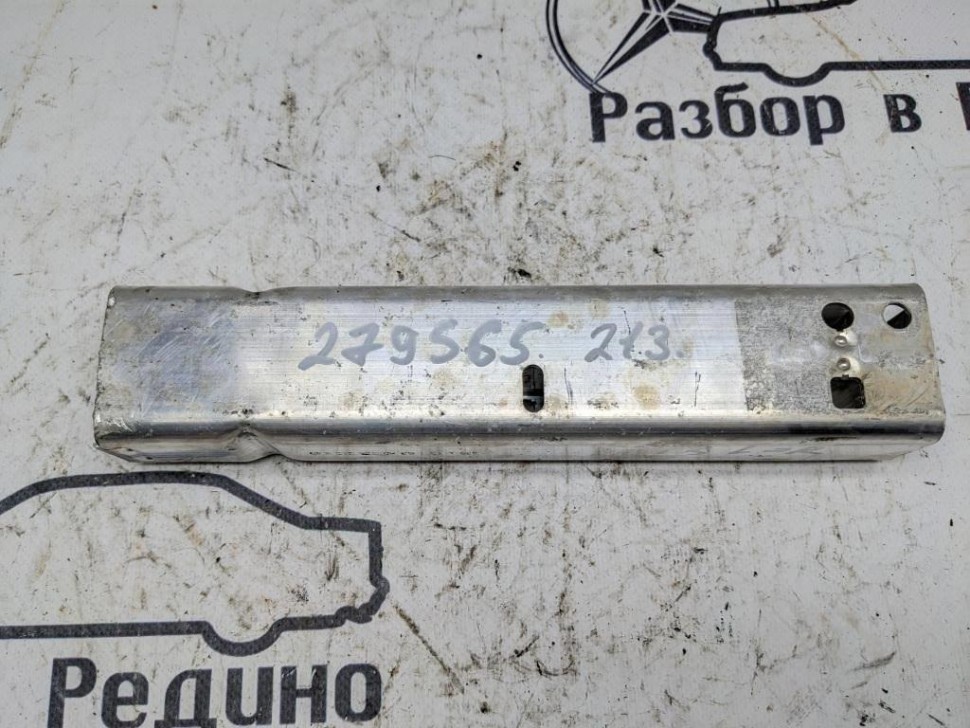 Разбор в
279565. 213.
Редино